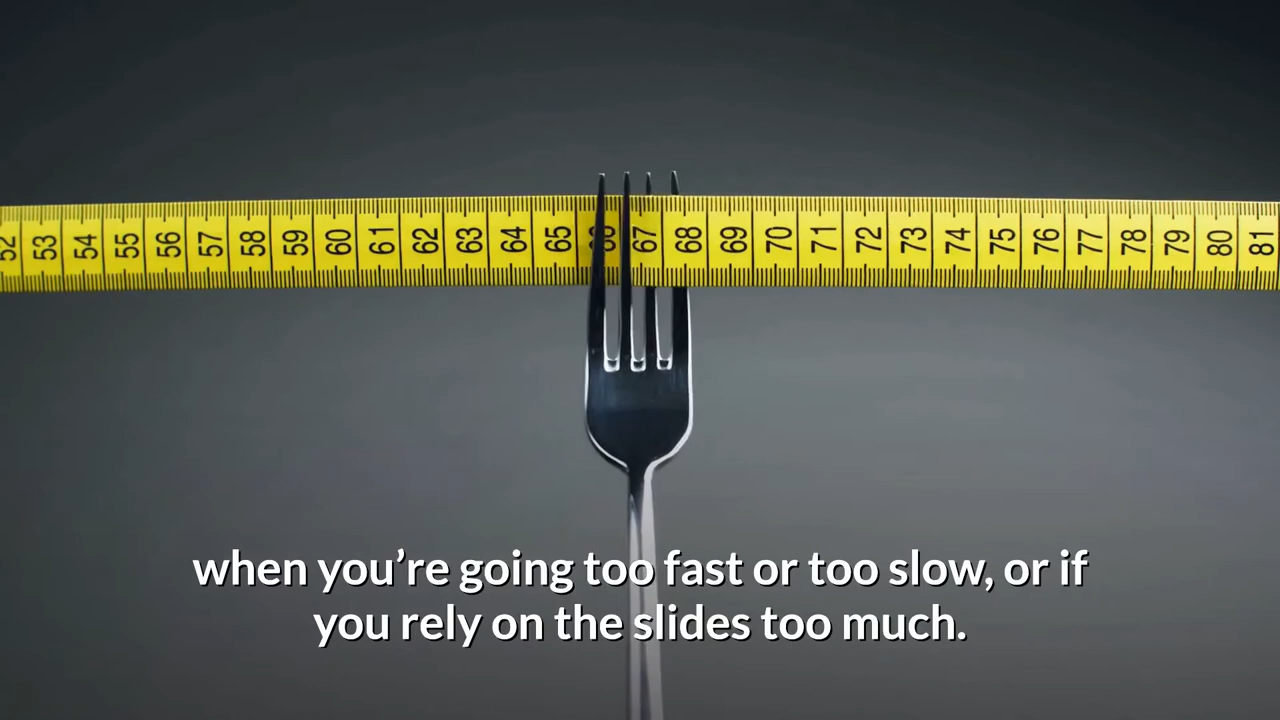 52 53 54 55 56 57 58 59 60 61 62 63 64 65 66 67 68 69 70 71 72 73 74 75 76 77 78 79 80 81
when you’re going too fast or too slow, or if
you rely on the slides too much.